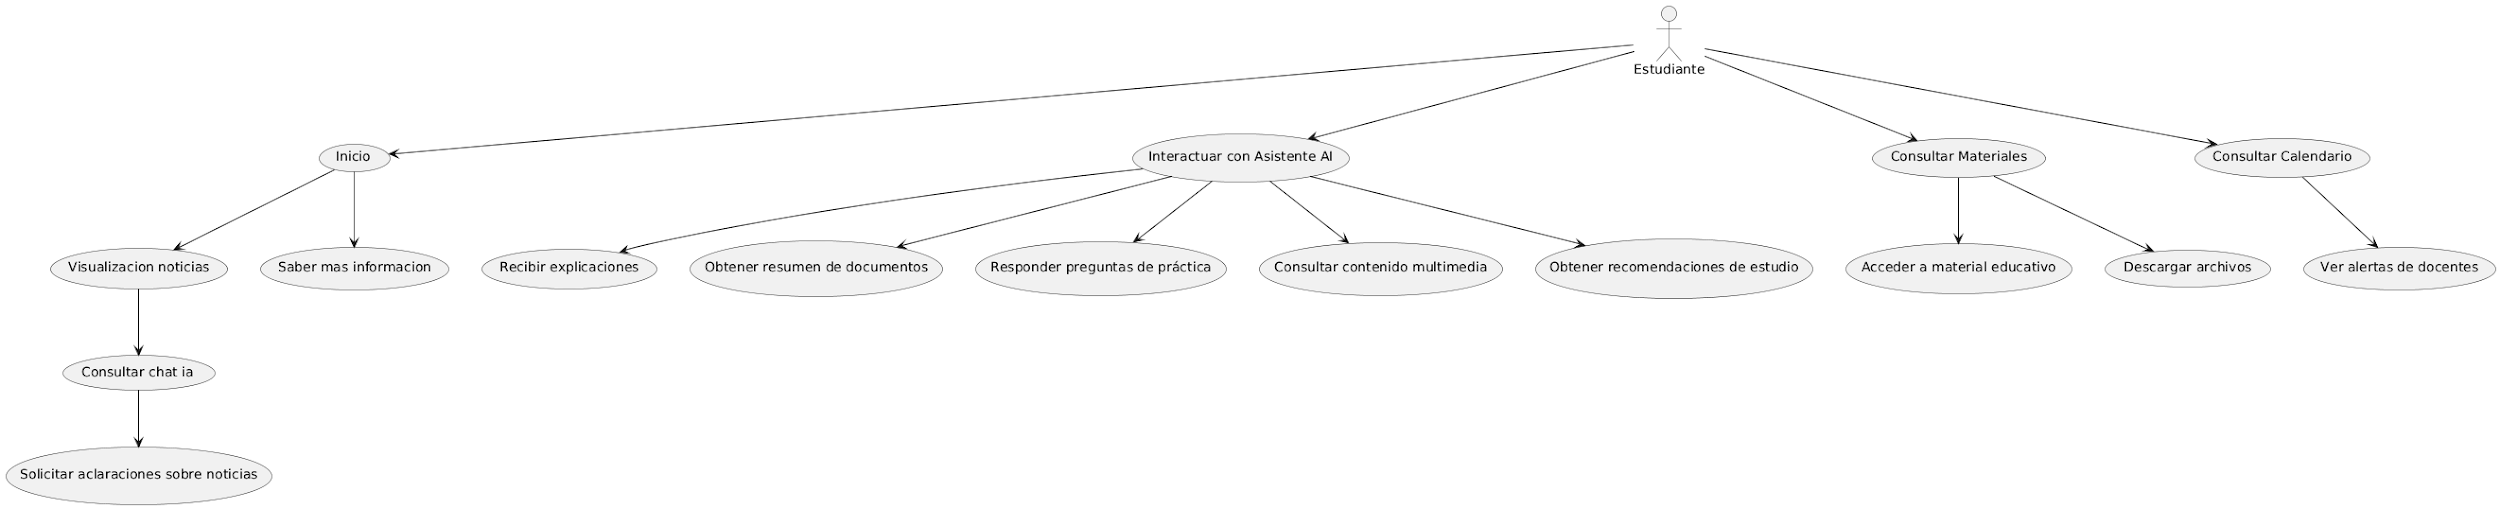 Estudiante
Inicio
Interactuar con Asistente AI
Consultar Materiales
Consultar Calendario
Visualizacion noticias
Saber mas informacion
Recibir explicaciones
Obtener resumen de documentos
Responder preguntas de práctica
Consultar contenido multimedia
Obtener recomendaciones de estudio
Acceder a material educativo
Descargar archivos
Ver alertas de docentes
Consultar chat ia
Solicitar aclaraciones sobre noticias